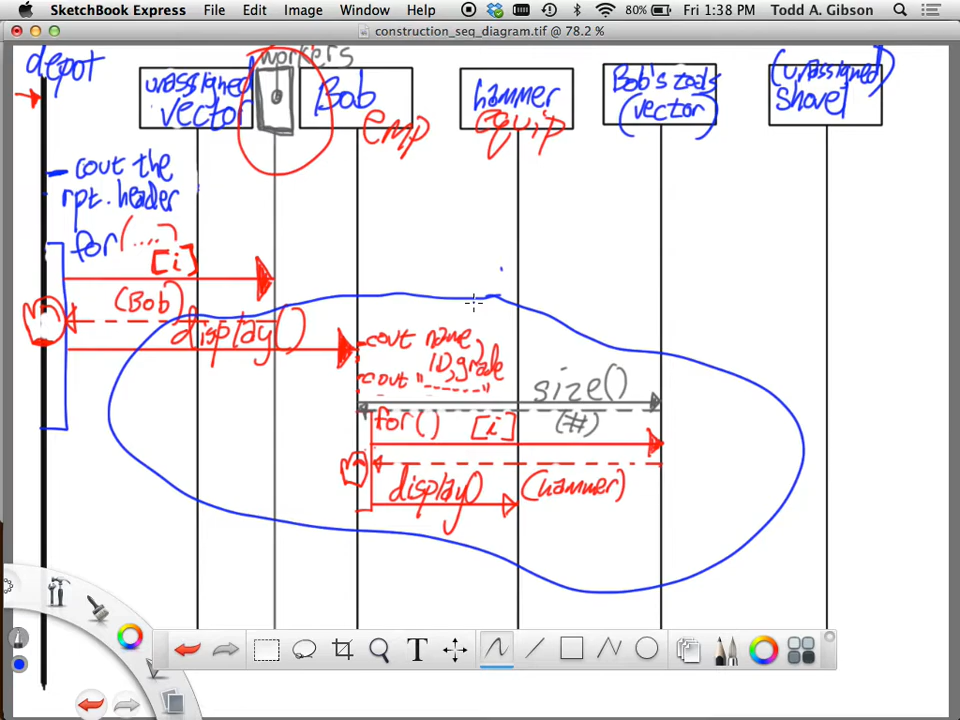 SketchBook Express File Edit Image Window Help 80% Fri 1:38 PM Todd A. Gibson
construction_seq_diagram.tif @ 78.2 %
depot
workers
unassigned
vector
Bob
emp
hammer
equip
Bob's tools
(vector)
(unassigned)
shovel
cout the
rpt. header
for(....)
[i]
(Bob)
display()
cout name,
ID, grade
cout "------"
size()
for() [i] (#)
display() (hammer)
T